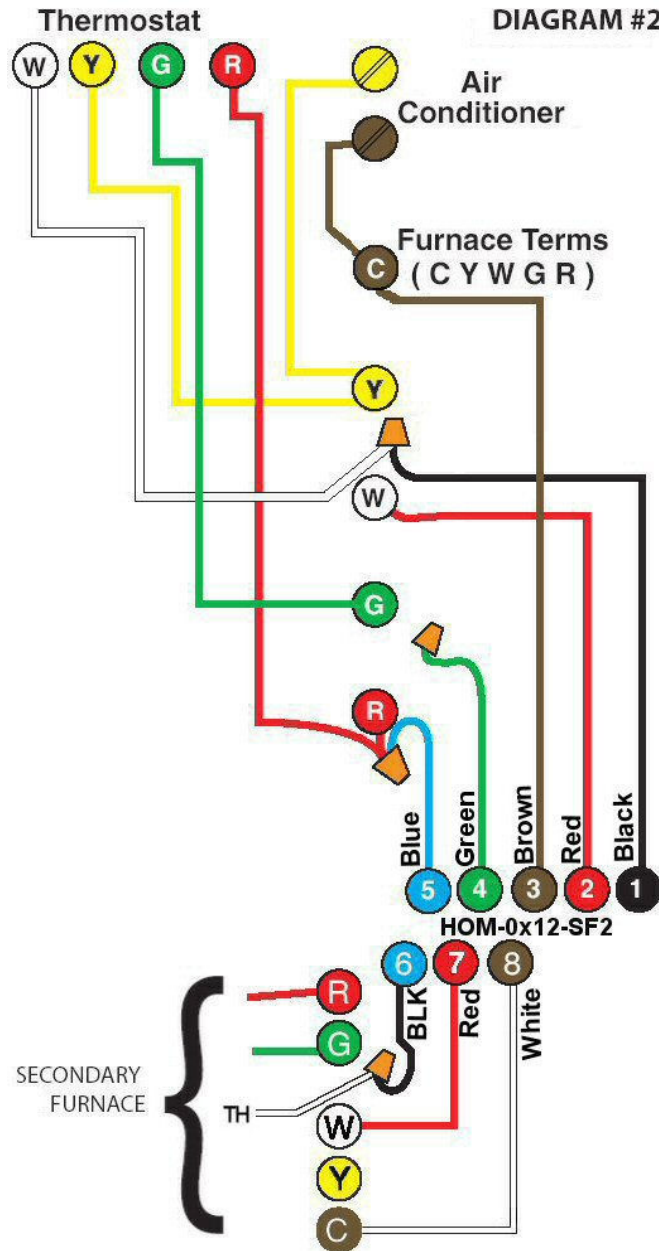 Thermostat
DIAGRAM #2
W Y G R
Air
Conditioner
Furnace Terms
( C Y W G R )
C
Y
W
G
R
Blue
Green
Brown
Red
Black
5 4 3 2 1
HOM-0x12-SF2
6 7 8
BLK
Red
White
SECONDARY
FURNACE
R
G
TH
W
Y
C